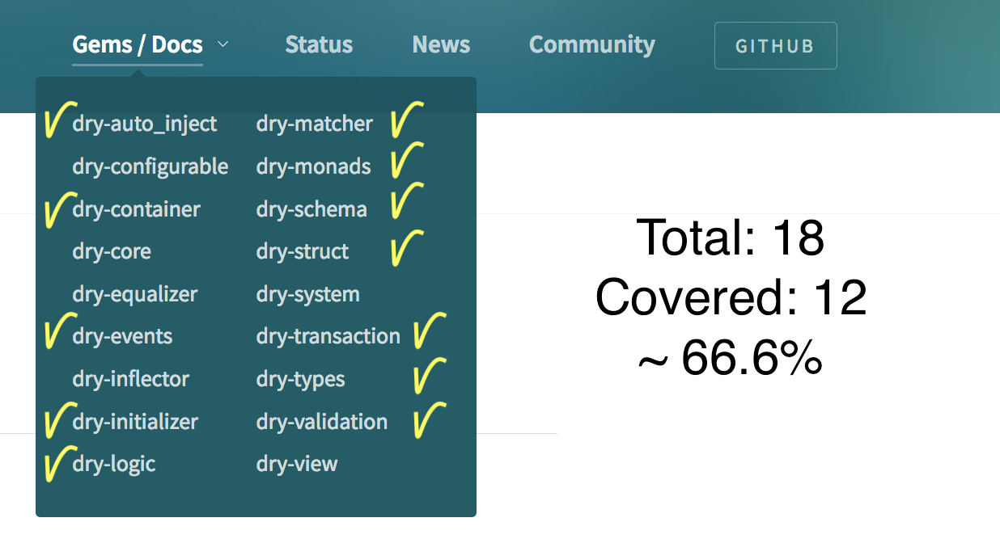 Gems / Docs Status News Community GITHUB
dry-auto_inject dry-matcher
dry-configurable dry-monads
dry-container dry-schema
dry-core dry-struct
dry-equalizer dry-system
dry-events dry-transaction
dry-inflector dry-types
dry-initializer dry-validation
dry-logic dry-view
Total: 18
Covered: 12
~ 66.6%